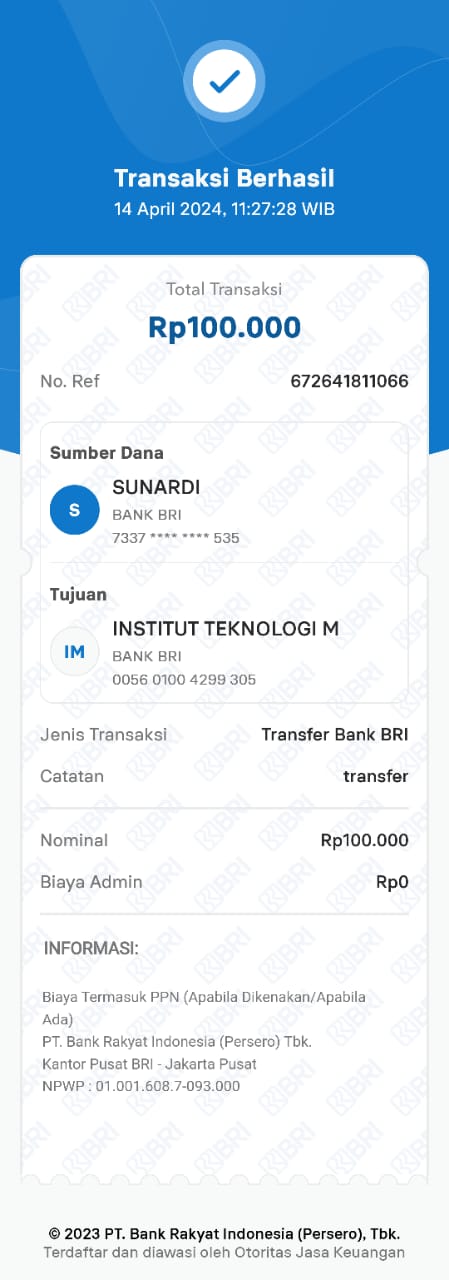 Transaksi Berhasil
14 April 2024, 11:27:28 WIB
Total Transaksi
Rp100.000
No. Ref 672641811066
Sumber Dana
S
SUNARDI
BANK BRI
7337 **** **** 535
Tujuan
IM
INSTITUT TEKNOLOGI M
BANK BRI
0056 0100 4299 305
Jenis Transaksi Transfer Bank BRI
Catatan transfer
Nominal Rp100.000
Biaya Admin Rp0
INFORMASI:
Biaya Termasuk PPN (Apabila Dikenakan/Apabila
Ada)
PT. Bank Rakyat Indonesia (Persero) Tbk.
Kantor Pusat BRI - Jakarta Pusat
NPWP : 01.001.608.7-093.000
© 2023 PT. Bank Rakyat Indonesia (Persero), Tbk.
Terdaftar dan diawasi oleh Otoritas Jasa Keuangan